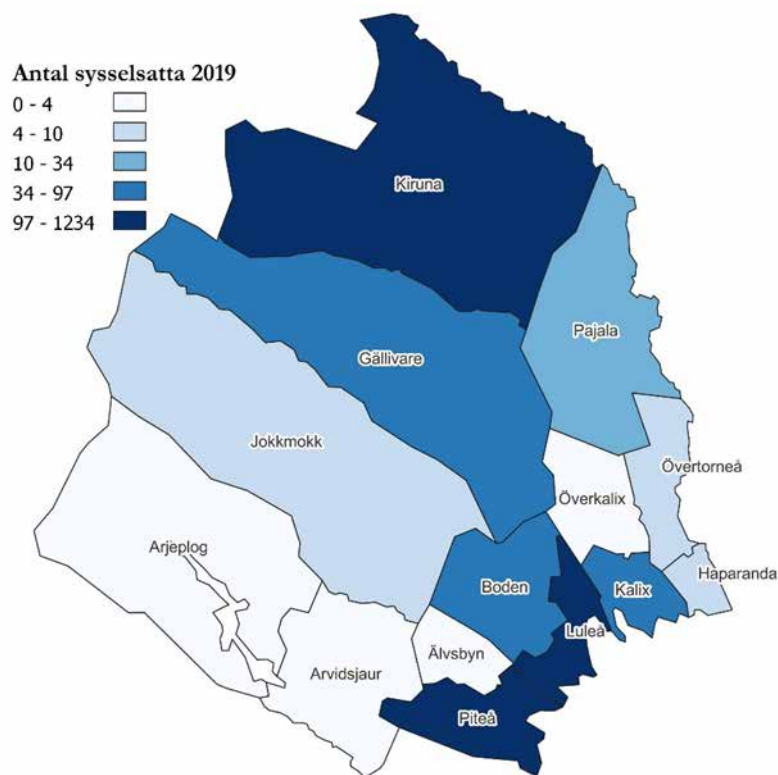 Antal sysselsatta 2019
0 - 4
4 - 10
10 - 34
34 - 97
97 - 1234
Kiruna
Pajala
Gällivare
Jokkmokk
Övertorneå
Överkalix
Arjeplog
Haparanda
Boden
Kalix
Luleå
Älvsbyn
Arvidsjaur
Piteå